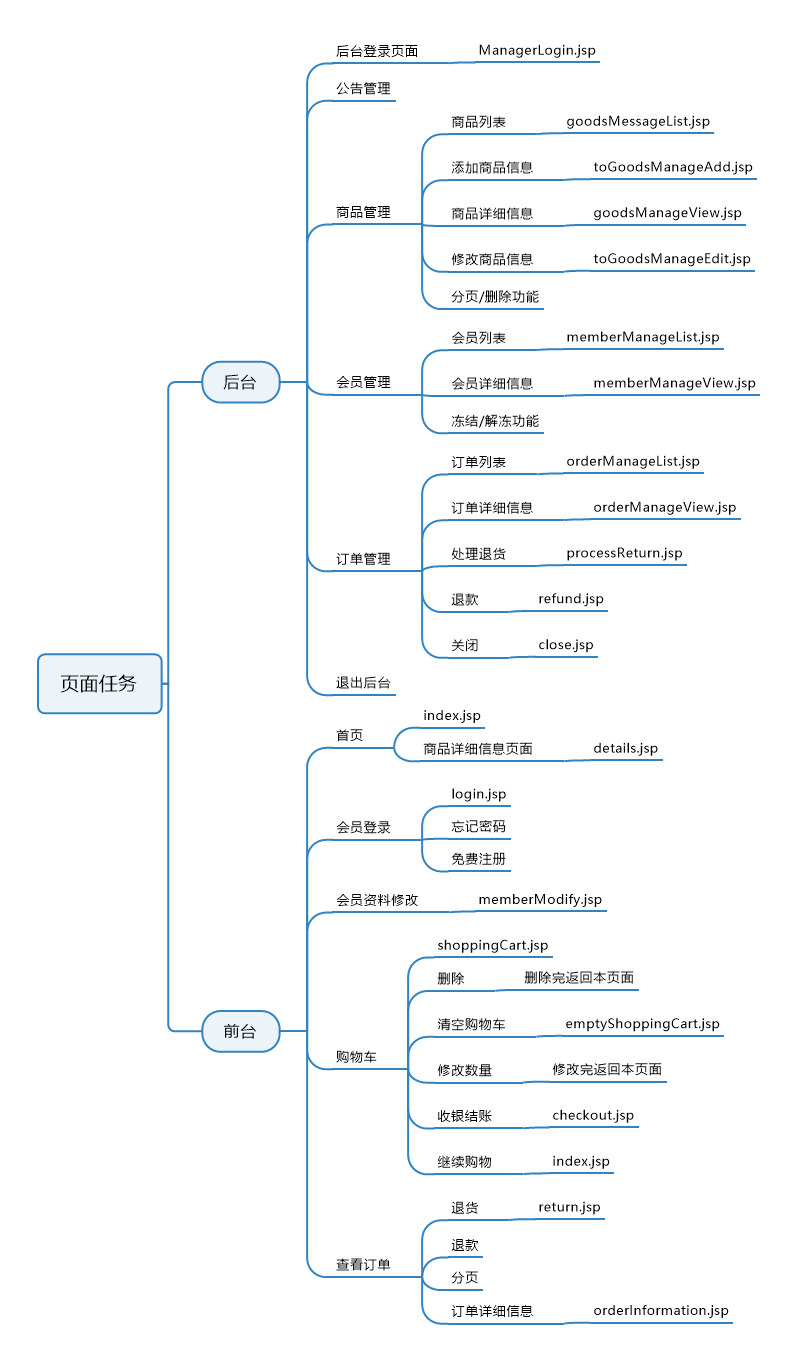 页面任务
后台
后台登录页面
ManagerLogin.jsp
公告管理
商品管理
商品列表
goodsMessageList.jsp
添加商品信息
toGoodsManageAdd.jsp
商品详细信息
goodsManageView.jsp
修改商品信息
toGoodsManageEdit.jsp
分页/删除功能
会员管理
会员列表
memberManageList.jsp
会员详细信息
memberManageView.jsp
冻结/解冻功能
订单管理
订单列表
orderManageList.jsp
订单详细信息
orderManageView.jsp
处理退货
processReturn.jsp
退款
refund.jsp
关闭
close.jsp
退出后台
前台
首页
index.jsp
商品详细信息页面
details.jsp
会员登录
login.jsp
忘记密码
免费注册
会员资料修改
memberModify.jsp
购物车
shoppingCart.jsp
删除
删除完返回本页面
清空购物车
emptyShoppingCart.jsp
修改数量
修改完返回本页面
收银结账
checkout.jsp
继续购物
index.jsp
查看订单
退货
return.jsp
退款
分页
订单详细信息
orderInformation.jsp